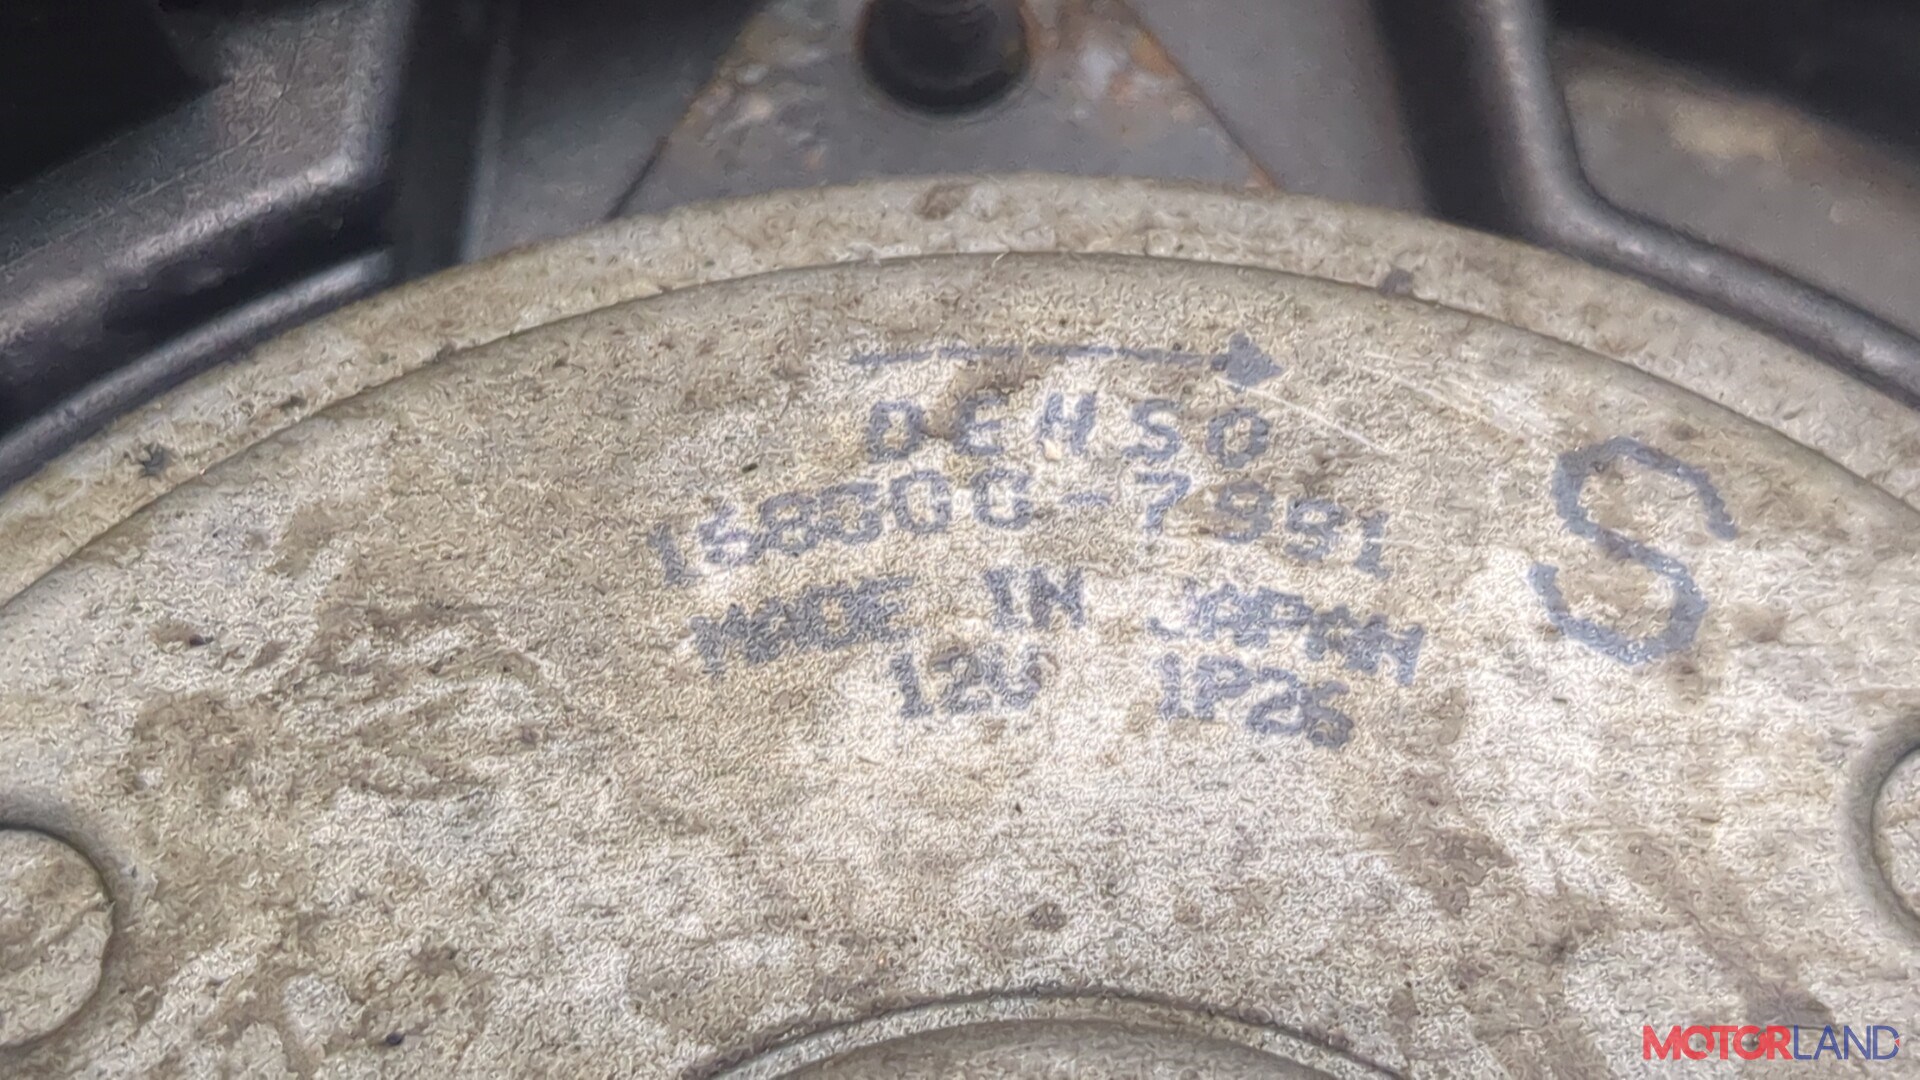 DENSO
168000-7991
S
MADE IN JAPAN
12V 1P26
MOTORLAND